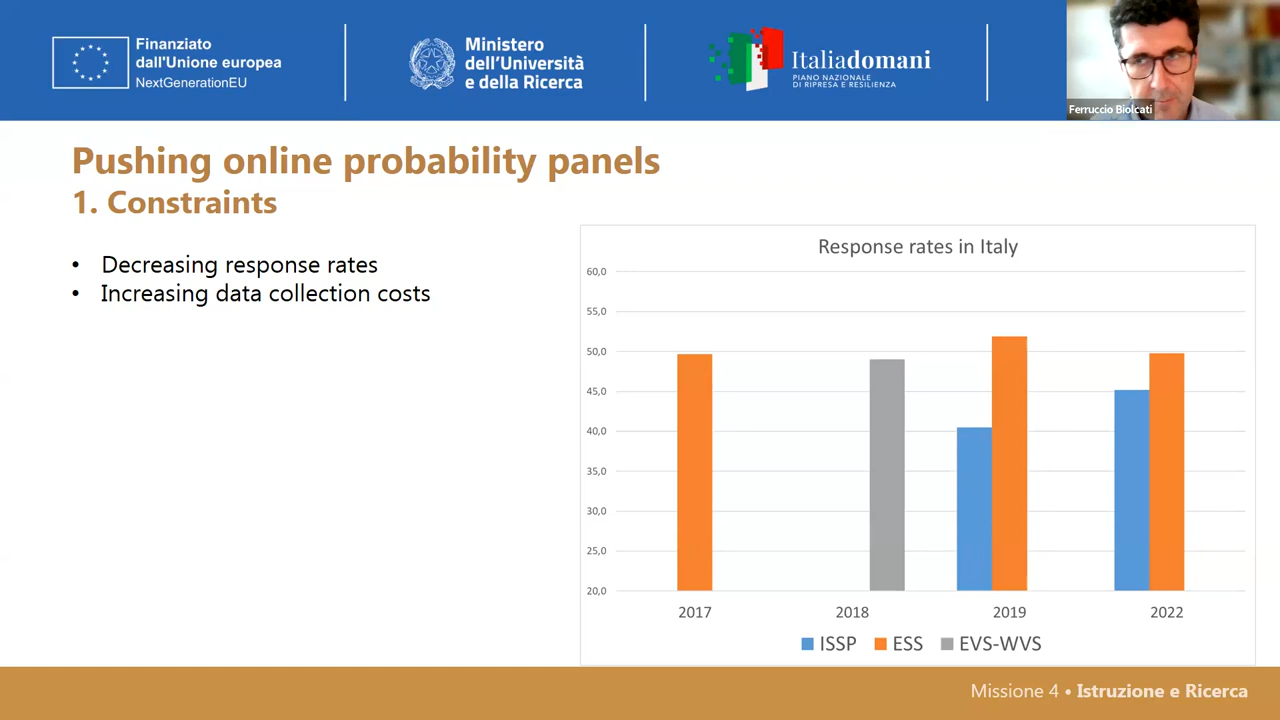 Finanziato
dall'Unione europea
NextGenerationEU
Ministero
dell'Università
e della Ricerca
Italiadomani
PIANO NAZIONALE
DI RIPRESA E RESILIENZA
Ferruccio Biolcati
Pushing online probability panels
1. Constraints
• Decreasing response rates
• Increasing data collection costs
Response rates in Italy
60,0
55,0
50,0
45,0
40,0
35,0
30,0
25,0
20,0
2017 2018 2019 2022
ISSP ESS EVS-WVS
Missione 4 • Istruzione e Ricerca